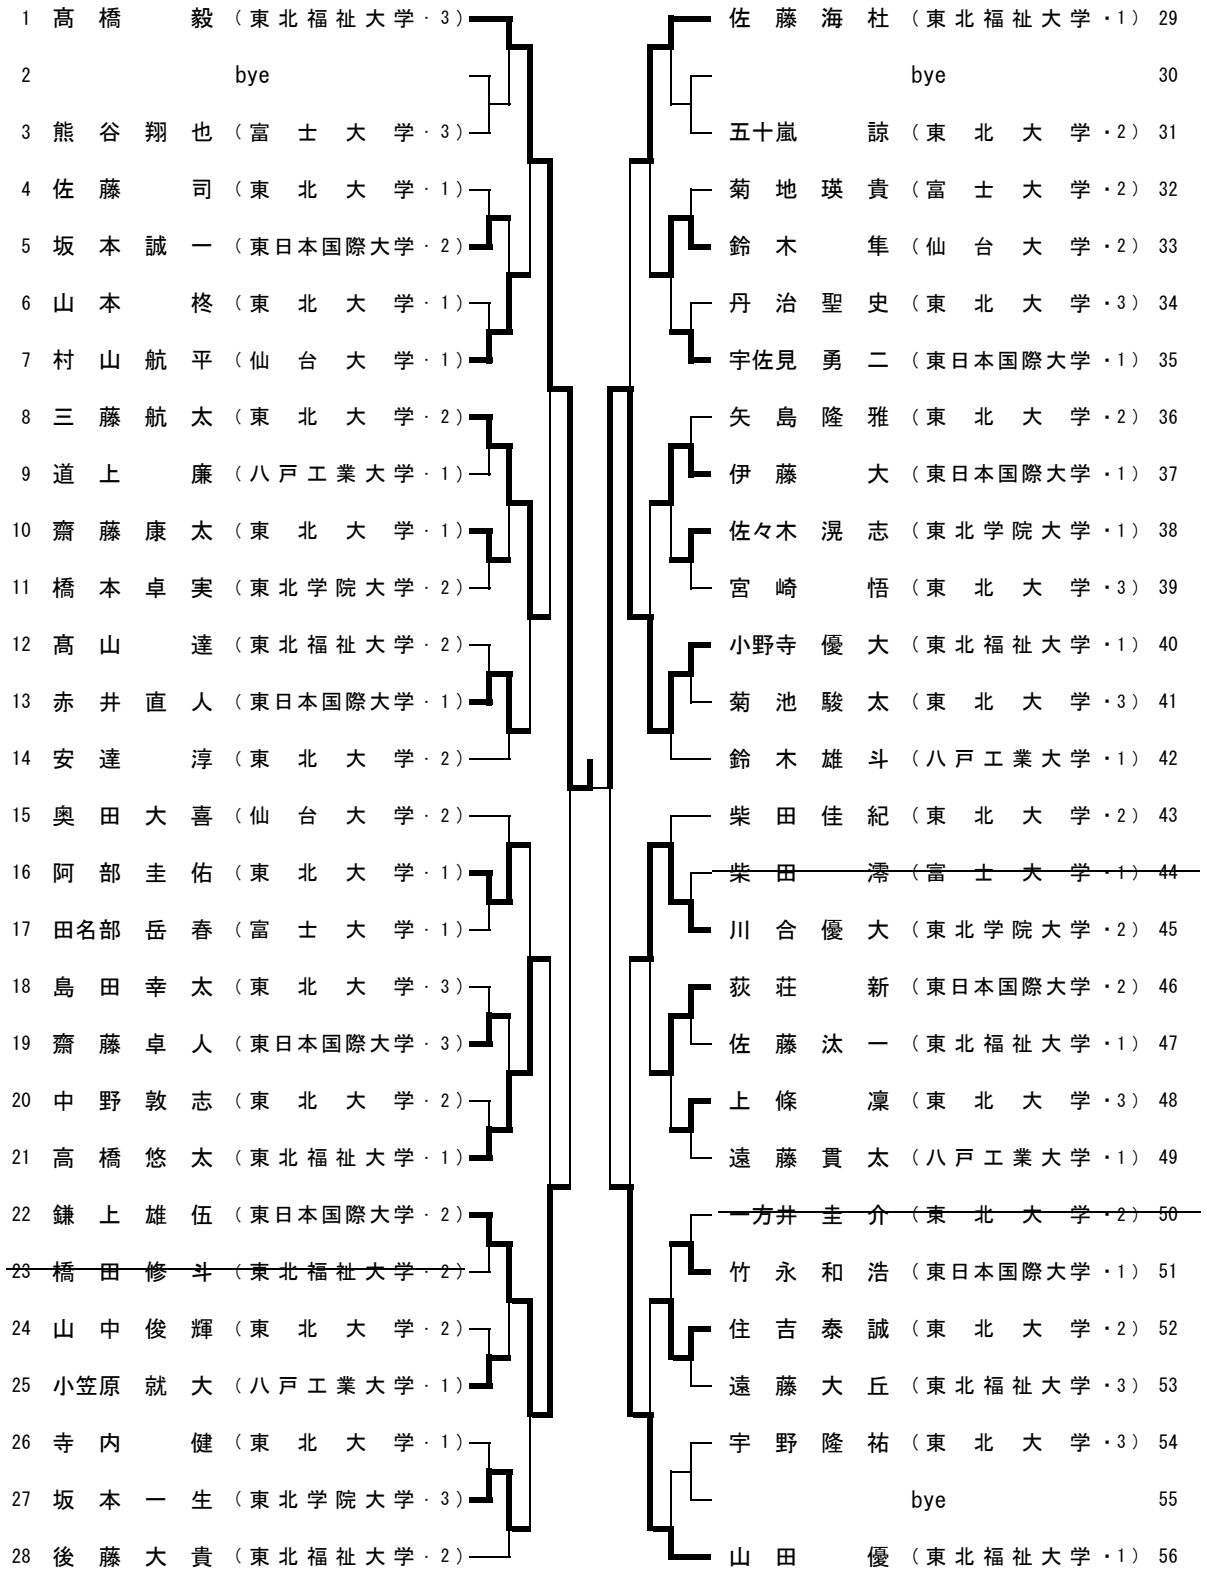 1 髙橋 毅 (東北福祉大学・3)
2 bye
3 熊谷翔也 (富士大学・3)
4 佐藤 司 (東北大学・1)
5 坂本誠一 (東日本国際大学・2)
6 山本 柊 (東北大学・1)
7 村山航平 (仙台大学・1)
8 三藤航太 (東北大学・2)
9 道上 廉 (八戸工業大学・1)
10 齋藤康太 (東北大学・1)
11 橋本卓実 (東北学院大学・2)
12 髙山 達 (東北福祉大学・2)
13 赤井直人 (東日本国際大学・1)
14 安達 淳 (東北大学・2)
15 奥田大喜 (仙台大学・2)
16 阿部圭佑 (東北大学・1)
17 田名部岳春 (富士大学・1)
18 島田幸太 (東北大学・3)
19 齋藤卓人 (東日本国際大学・3)
20 中野敦志 (東北大学・2)
21 高橋悠太 (東北福祉大学・1)
22 鎌上雄伍 (東日本国際大学・2)
23 橋田修斗 (東北福祉大学・2)
24 山中俊輝 (東北大学・2)
25 小笠原就大 (八戸工業大学・1)
26 寺内 健 (東北大学・1)
27 坂本一生 (東北学院大学・3)
28 後藤大貴 (東北福祉大学・2)
佐藤海杜 (東北福祉大学・1) 29
bye 30
五十嵐 諒 (東北大学・2) 31
菊地瑛貴 (富士大学・2) 32
鈴木 隼 (仙台大学・2) 33
丹治聖史 (東北大学・3) 34
宇佐見勇二 (東日本国際大学・1) 35
矢島隆雅 (東北大学・2) 36
伊藤 大 (東日本国際大学・1) 37
佐々木滉志 (東北学院大学・1) 38
宮崎 悟 (東北大学・3) 39
小野寺優大 (東北福祉大学・1) 40
菊池駿太 (東北大学・3) 41
鈴木雄斗 (八戸工業大学・1) 42
柴田佳紀 (東北大学・2) 43
柴田 澪 (富士大学・1) 44
川合優大 (東北学院大学・2) 45
荻荘 新 (東日本国際大学・2) 46
佐藤汰一 (東北福祉大学・1) 47
上條 凜 (東北大学・3) 48
遠藤貫太 (八戸工業大学・1) 49
一方井圭介 (東北大学・2) 50
竹永和浩 (東日本国際大学・1) 51
住吉泰誠 (東北大学・2) 52
遠藤大丘 (東北福祉大学・3) 53
宇野隆祐 (東北大学・3) 54
bye 55
山田 優 (東北福祉大学・1) 56